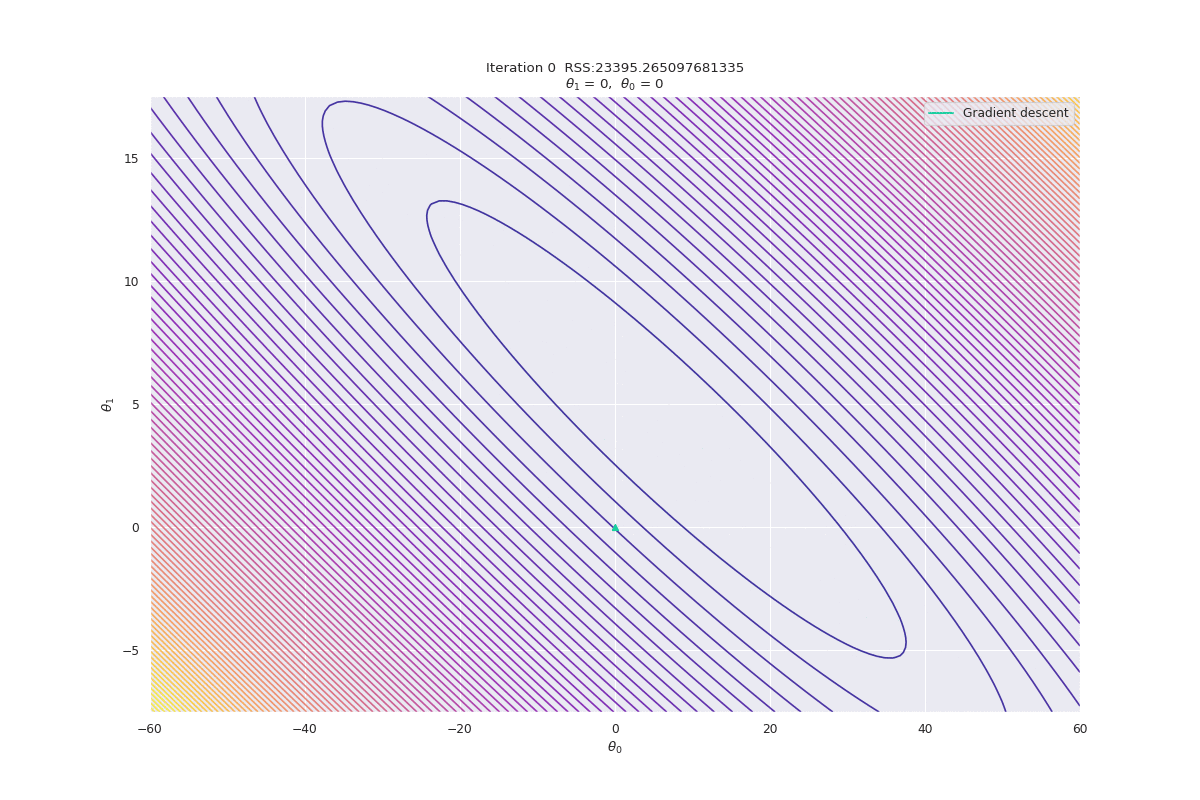 Iteration 0  RSS:23395.265097681335
θ₁ = 0,  θ₀ = 0
Gradient descent
15
10
5
0
−5
θ₁
−60
−40
−20
0
20
40
60
θ₀